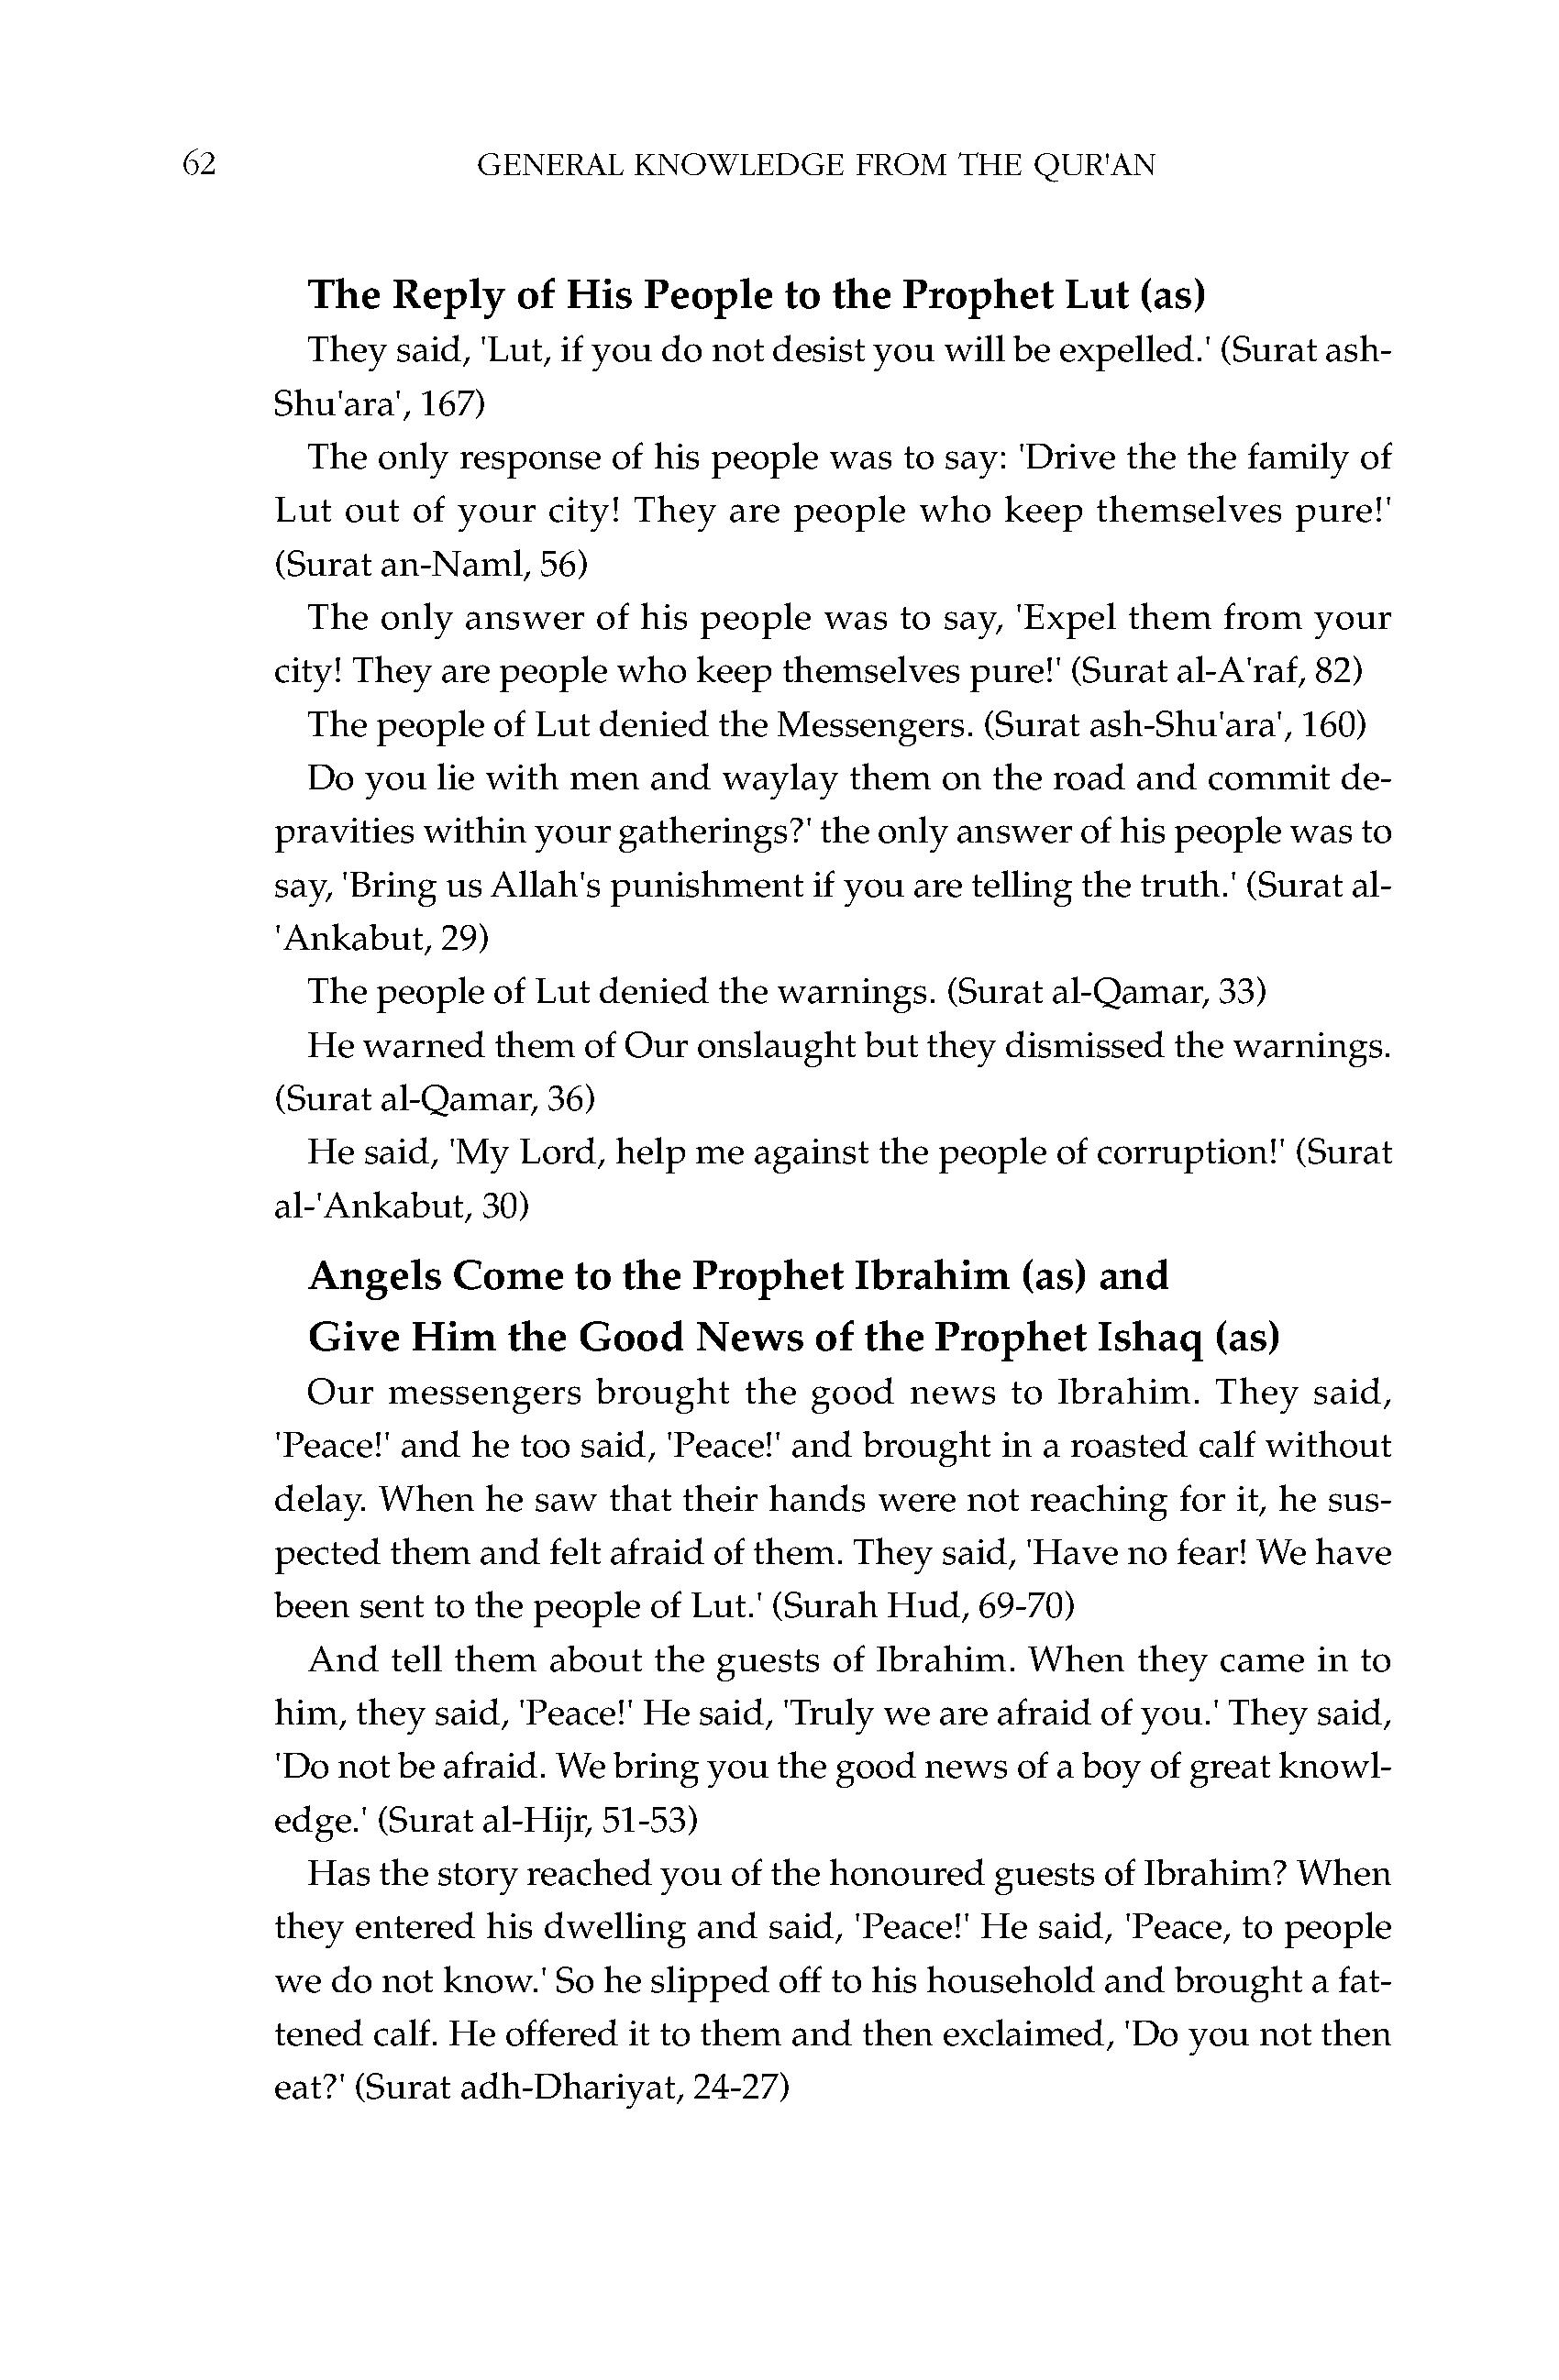 62 GENERAL KNOWLEDGE FROM THE QUR'AN
The Reply of His People to the Prophet Lut (as)
They said, 'Lut, if you do not desist you will be expelled.' (Surat ash-
Shu'ara', 167)
The only response of his people was to say: 'Drive the the family of
Lut out of your city! They are people who keep themselves pure!'
(Surat an-Naml, 56)
The only answer of his people was to say, 'Expel them from your
city! They are people who keep themselves pure!' (Surat al-A'raf, 82)
The people of Lut denied the Messengers. (Surat ash-Shu'ara', 160)
Do you lie with men and waylay them on the road and commit de-
pravities within your gatherings?' the only answer of his people was to
say, 'Bring us Allah's punishment if you are telling the truth.' (Surat al-
'Ankabut, 29)
The people of Lut denied the warnings. (Surat al-Qamar, 33)
He warned them of Our onslaught but they dismissed the warnings.
(Surat al-Qamar, 36)
He said, 'My Lord, help me against the people of corruption!' (Surat
al-'Ankabut, 30)
Angels Come to the Prophet Ibrahim (as) and
Give Him the Good News of the Prophet Ishaq (as)
Our messengers brought the good news to Ibrahim. They said,
'Peace!' and he too said, 'Peace!' and brought in a roasted calf without
delay. When he saw that their hands were not reaching for it, he sus-
pected them and felt afraid of them. They said, 'Have no fear! We have
been sent to the people of Lut.' (Surah Hud, 69-70)
And tell them about the guests of Ibrahim. When they came in to
him, they said, 'Peace!' He said, 'Truly we are afraid of you.' They said,
'Do not be afraid. We bring you the good news of a boy of great knowl-
edge.' (Surat al-Hijr, 51-53)
Has the story reached you of the honoured guests of Ibrahim? When
they entered his dwelling and said, 'Peace!' He said, 'Peace, to people
we do not know.' So he slipped off to his household and brought a fat-
tened calf. He offered it to them and then exclaimed, 'Do you not then
eat?' (Surat adh-Dhariyat, 24-27)